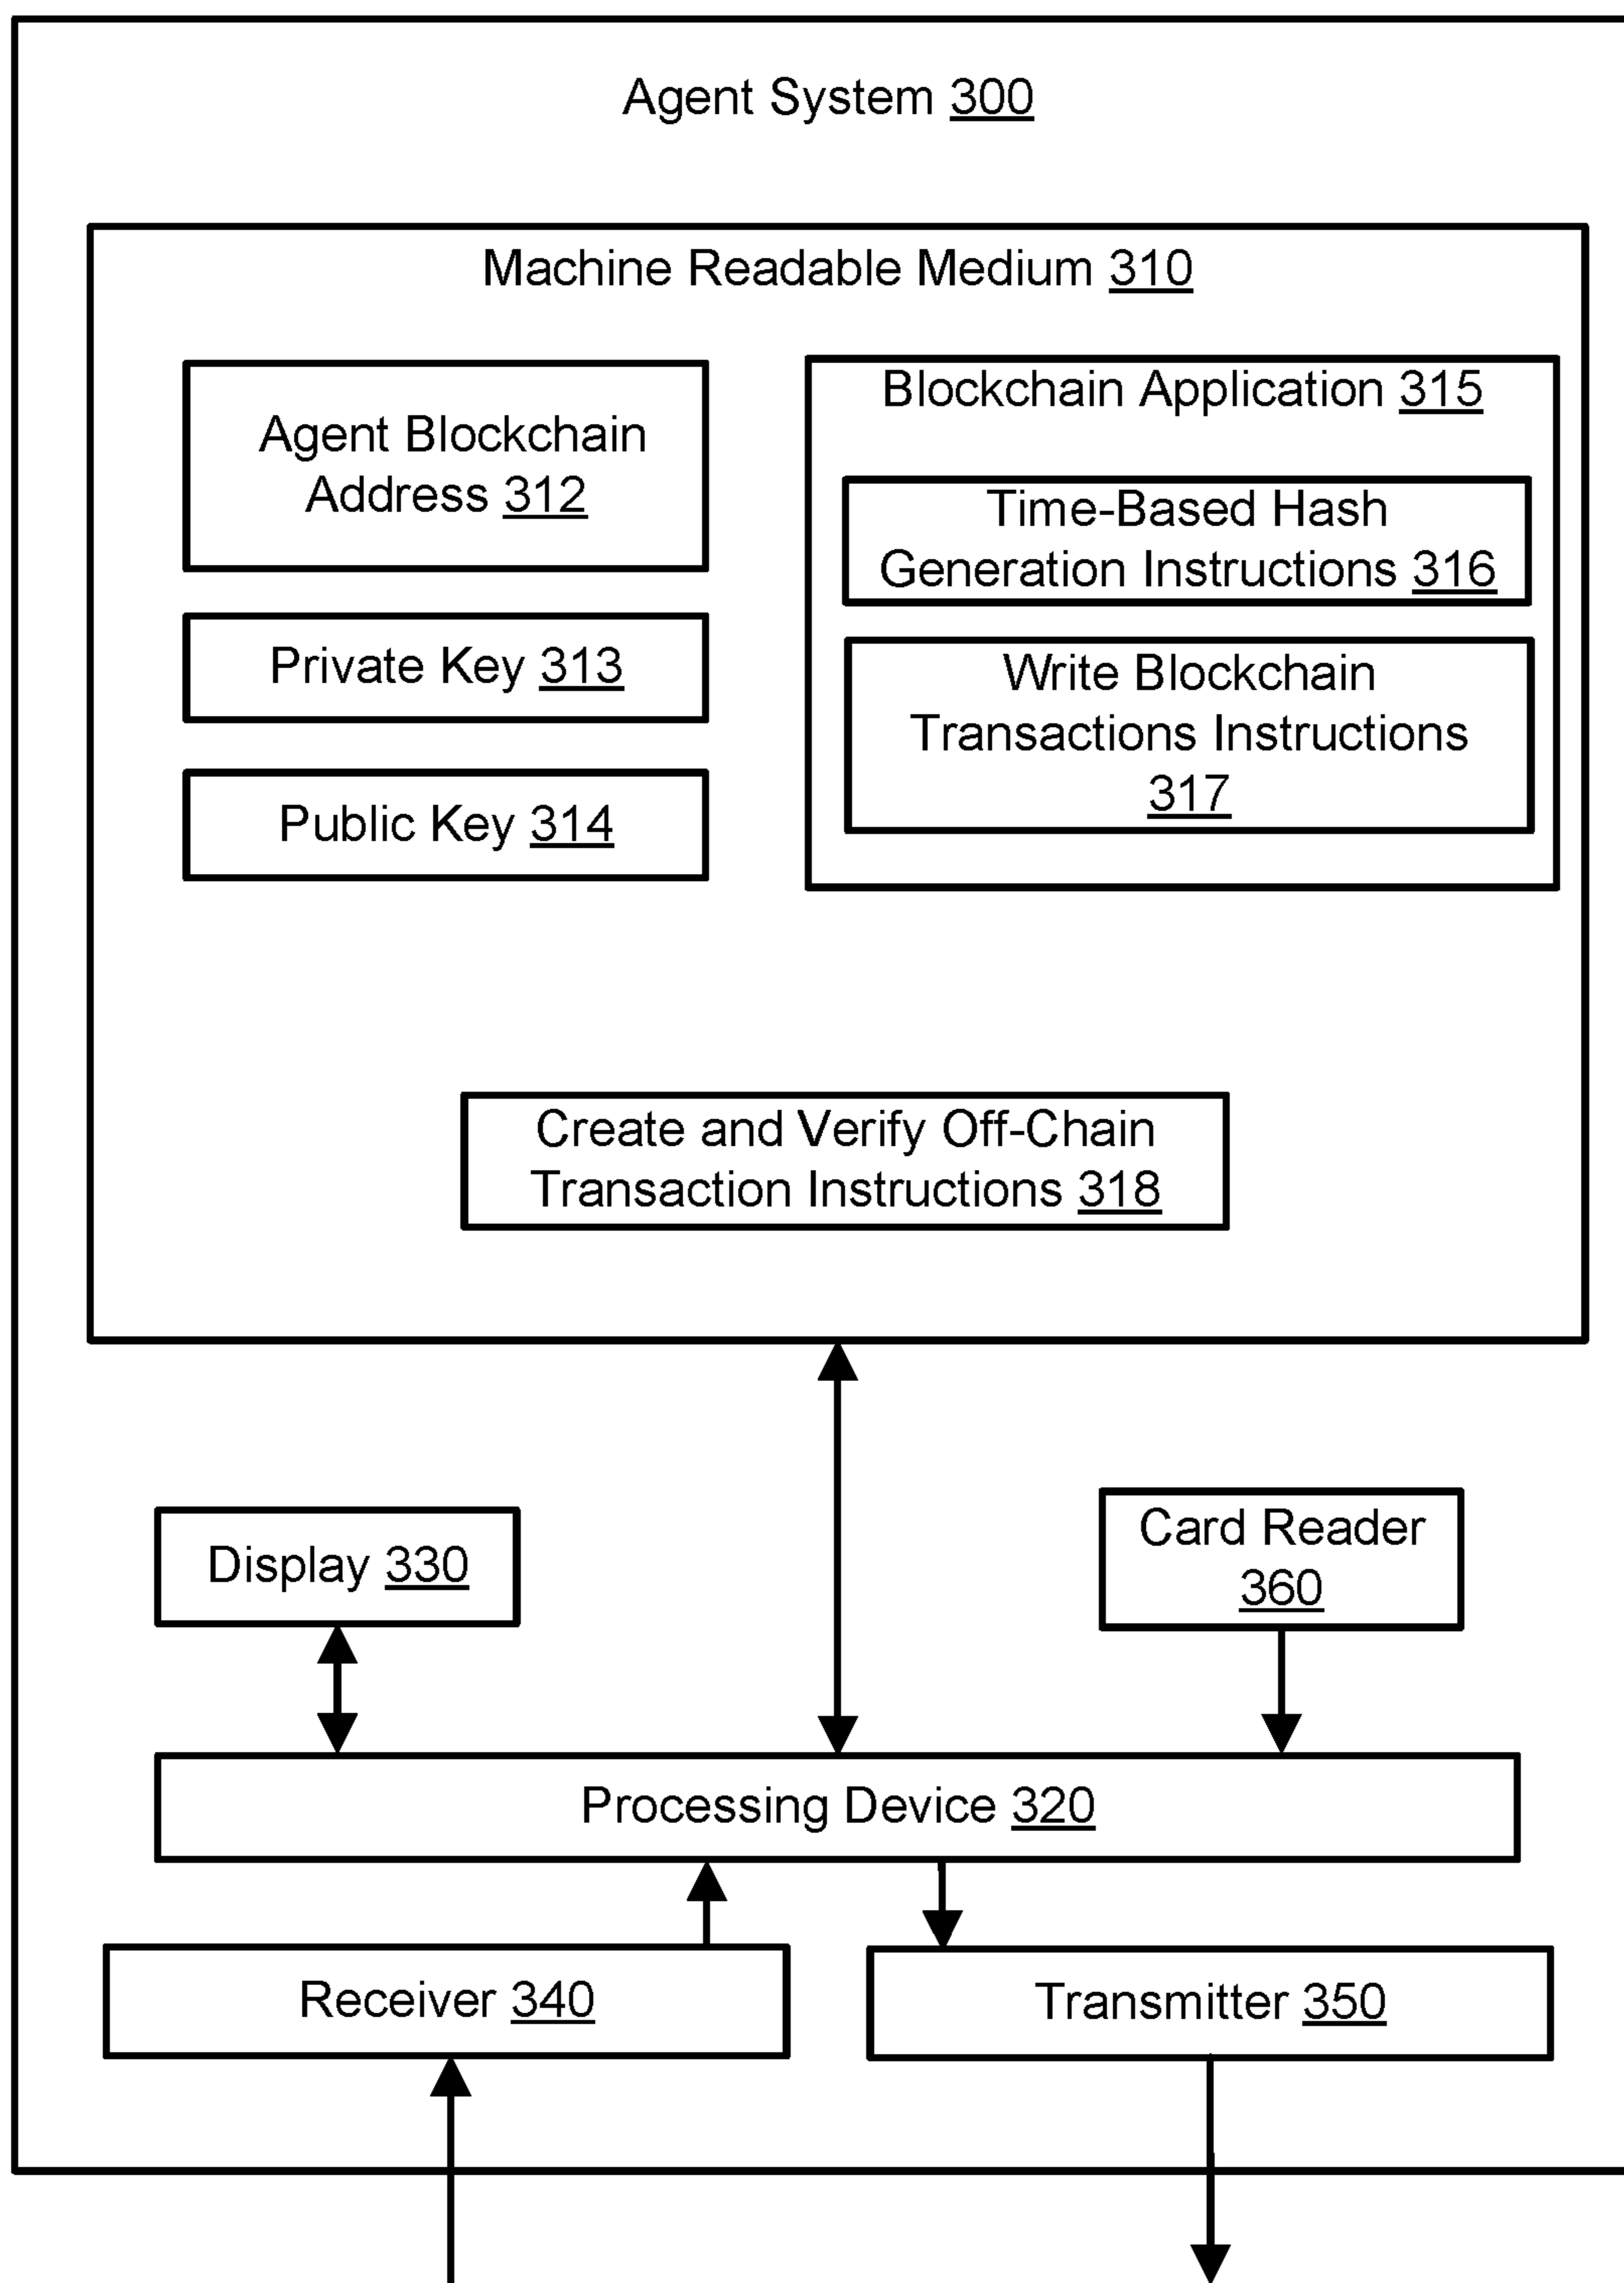 Agent System 300
Machine Readable Medium 310
Agent Blockchain
Address 312
Private Key 313
Public Key 314
Blockchain Application 315
Time-Based Hash
Generation Instructions 316
Write Blockchain
Transactions Instructions
317
Create and Verify Off-Chain
Transaction Instructions 318
Display 330
Card Reader
360
Processing Device 320
Receiver 340
Transmitter 350